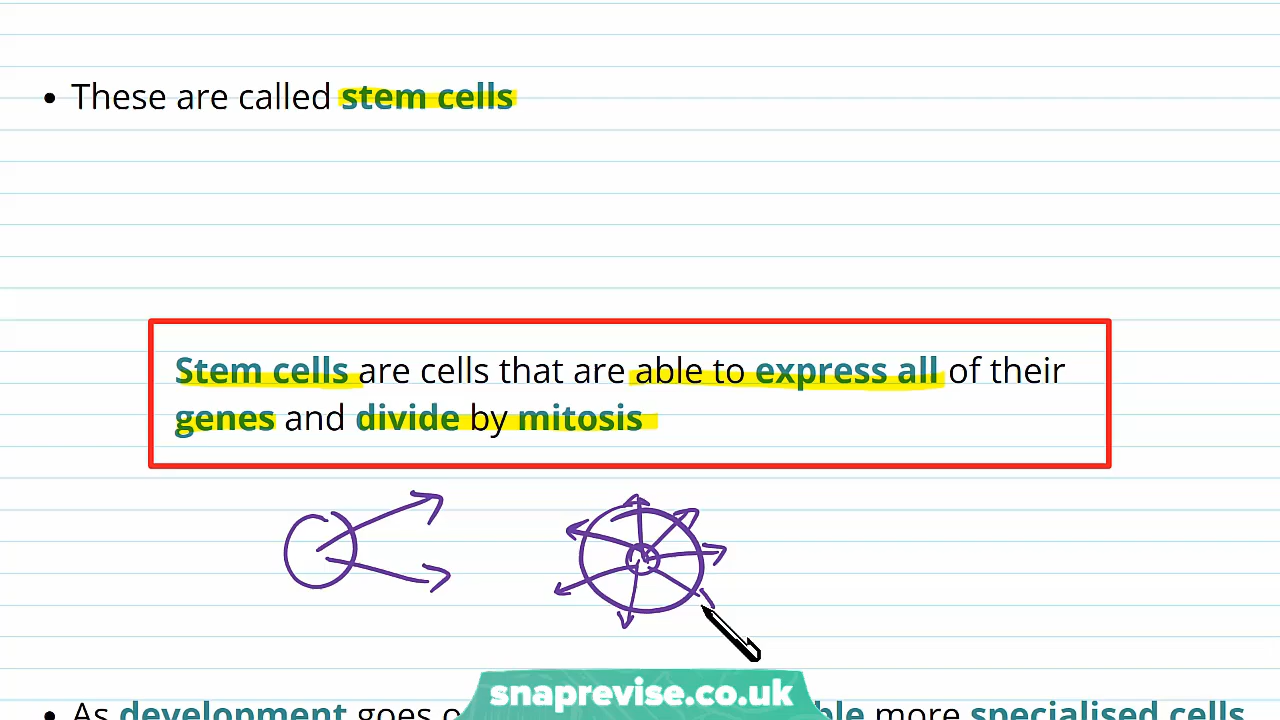 • These are called stem cells
Stem cells are cells that are able to express all of their
genes and divide by mitosis
snaprevise.co.uk
• As development goes more specialised cells